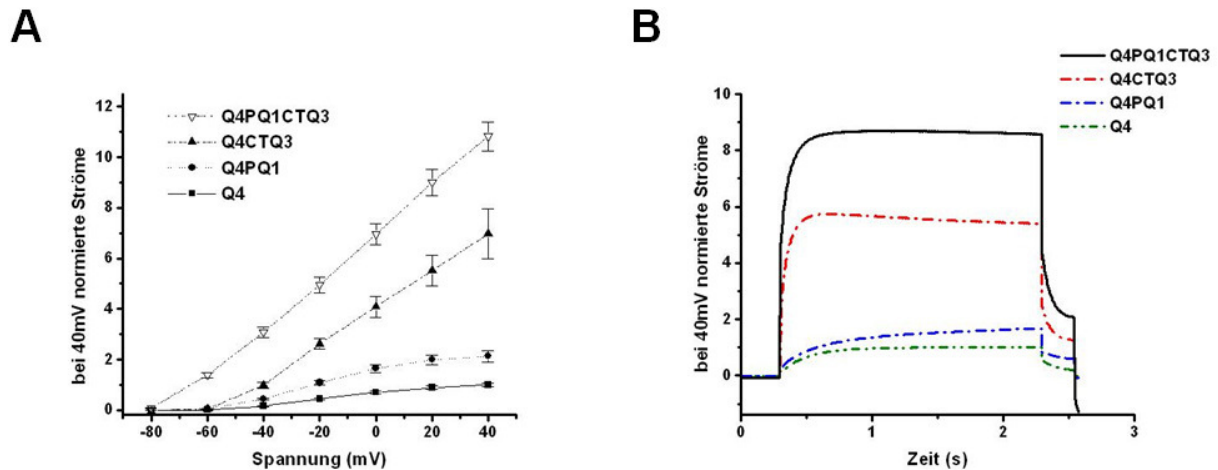 A
bei 40mV normierte Ströme
12
10
8
6
4
2
0
Q4PQ1CTQ3
Q4CTQ3
Q4PQ1
Q4
-80 -60 -40 -20 0 20 40
Spannung (mV)
B
Q4PQ1CTQ3
Q4CTQ3
Q4PQ1
Q4
bei 40mV normierte Ströme
10
8
6
4
2
0
0 1 2 3
Zeit (s)